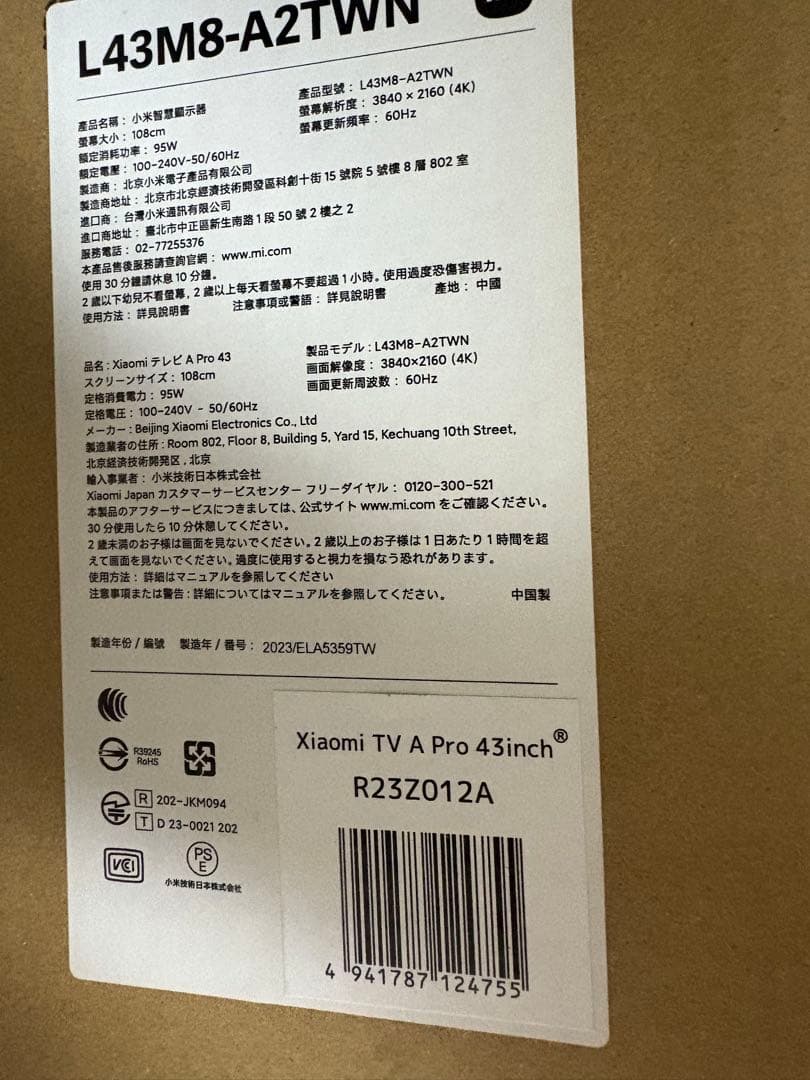 L43M8-A2TWN
產品名稱：小米智慧顯示器
產品型號：L43M8-A2TWN
螢幕大小：108cm
螢幕解析度：3840 × 2160 (4K)
額定消耗功率：95W
螢幕更新頻率：60Hz
額定電壓：100-240V-50/60Hz
製造商：北京小米電子產品有限公司
製造商地址：北京市北京經濟技術開發區科創十街 15 號院 5 號樓 8 層 802 室
進口商：台灣小米通訊有限公司
進口商地址：臺北市中正區新生南路 1 段 50 號 2 樓之 2
服務電話：02-77255376
本產品售後服務請查詢官網：www.mi.com
使用 30 分鐘請休息 10 分鐘。
2 歲以下幼兒不看螢幕，2 歲以上每天看螢幕不要超過 1 小時。使用過度恐傷害視力。
使用方法：詳見說明書
注意事項或警語：詳見說明書
產地：中國
品名：Xiaomi テレビ A Pro 43
製品モデル：L43M8-A2TWN
スクリーンサイズ：108cm
画面解像度：3840×2160 (4K)
定格消費電力：95W
画面更新周波数：60Hz
定格電圧：100-240V - 50/60Hz
メーカー：Beijing Xiaomi Electronics Co., Ltd
製造業者の住所：Room 802, Floor 8, Building 5, Yard 15, Kechuang 10th Street,
北京経済技術開発区，北京
輸入事業者：小米技術日本株式会社
Xiaomi Japan カスタマーサービスセンター フリーダイヤル：0120-300-521
本製品のアフターサービスにつきましては、公式サイト www.mi.com をご確認ください。
30 分使用したら 10 分休憩してください。
2 歳未満のお子様は画面を見ないでください。2 歳以上のお子様は 1 日あたり 1 時間を超
えて画面を見ないでください。過度に使用すると視力を損なう恐れがあります。
使用方法：詳細はマニュアルを参照してください
注意事項または警告：詳細についてはマニュアルを参照してください。
中国製
製造年份 / 編號　製造年 / 番号：2023/ELA5359TW
R39245
RoHS
R 202-JKM094
T D 23-0021 202
VCI
PS
E
小米技術日本株式会社
Xiaomi TV A Pro 43inch®
R23Z012A
4 941787 124755